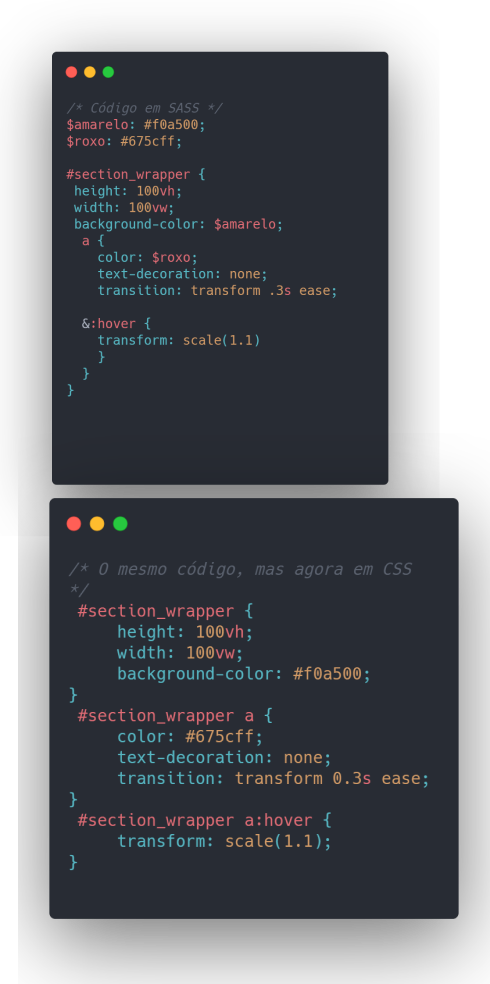 /* Código em SASS */
$amarelo: #f0a500;
$roxo: #675cff;
#section_wrapper {
height: 100vh;
width: 100vw;
background-color: $amarelo;
a {
color: $roxo;
text-decoration: none;
transition: transform .3s ease;
&:hover {
transform: scale(1.1)
}
}
}
/* O mesmo código, mas agora em CSS
*/
#section_wrapper {
height: 100vh;
width: 100vw;
background-color: #f0a500;
}
#section_wrapper a {
color: #675cff;
text-decoration: none;
transition: transform 0.3s ease;
}
#section_wrapper a:hover {
transform: scale(1.1);
}